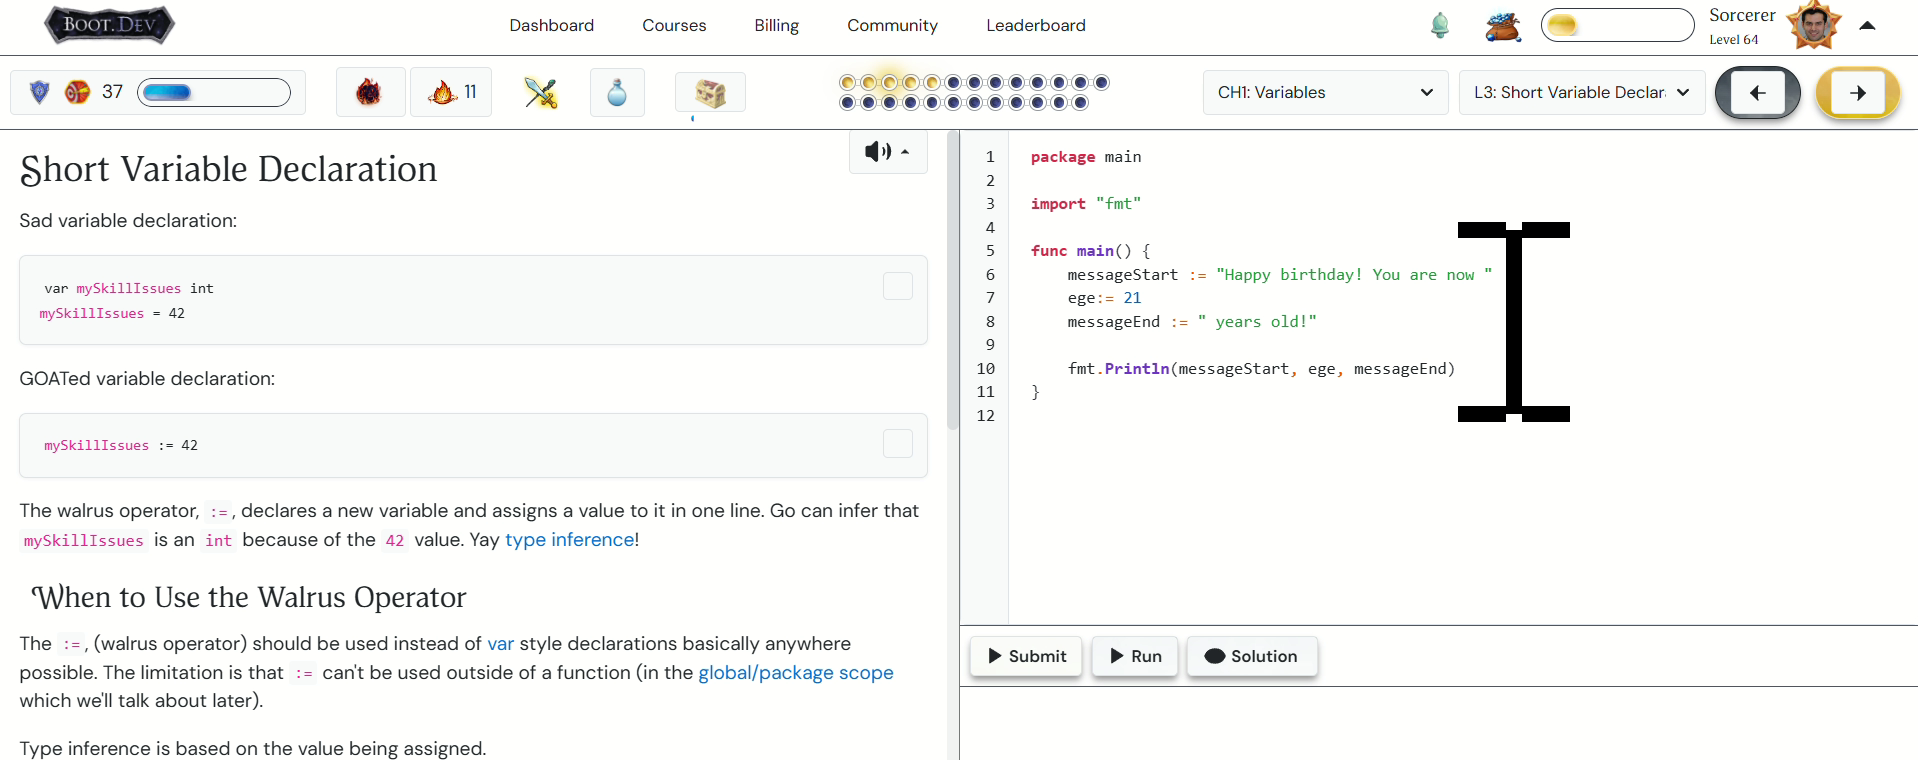 BOOT.DEV
Dashboard Courses Billing Community Leaderboard
Sorcerer
Level 64
37
11
CH1: Variables
L3: Short Variable Declar
Short Variable Declaration
Sad variable declaration:
var mySkillIssues int
mySkillIssues = 42
GOATed variable declaration:
mySkillIssues := 42
The walrus operator, :=, declares a new variable and assigns a value to it in one line. Go can infer that
mySkillIssues is an int because of the 42 value. Yay type inference!
When to Use the Walrus Operator
The :=, (walrus operator) should be used instead of var style declarations basically anywhere
possible. The limitation is that := can't be used outside of a function (in the global/package scope
which we'll talk about later).
Type inference is based on the value being assigned.
1 package main
2
3 import "fmt"
4
5 func main() {
6 messageStart := "Happy birthday! You are now "
7 ege:= 21
8 messageEnd := " years old!"
9
10 fmt.Println(messageStart, ege, messageEnd)
11 }
12
Submit Run Solution